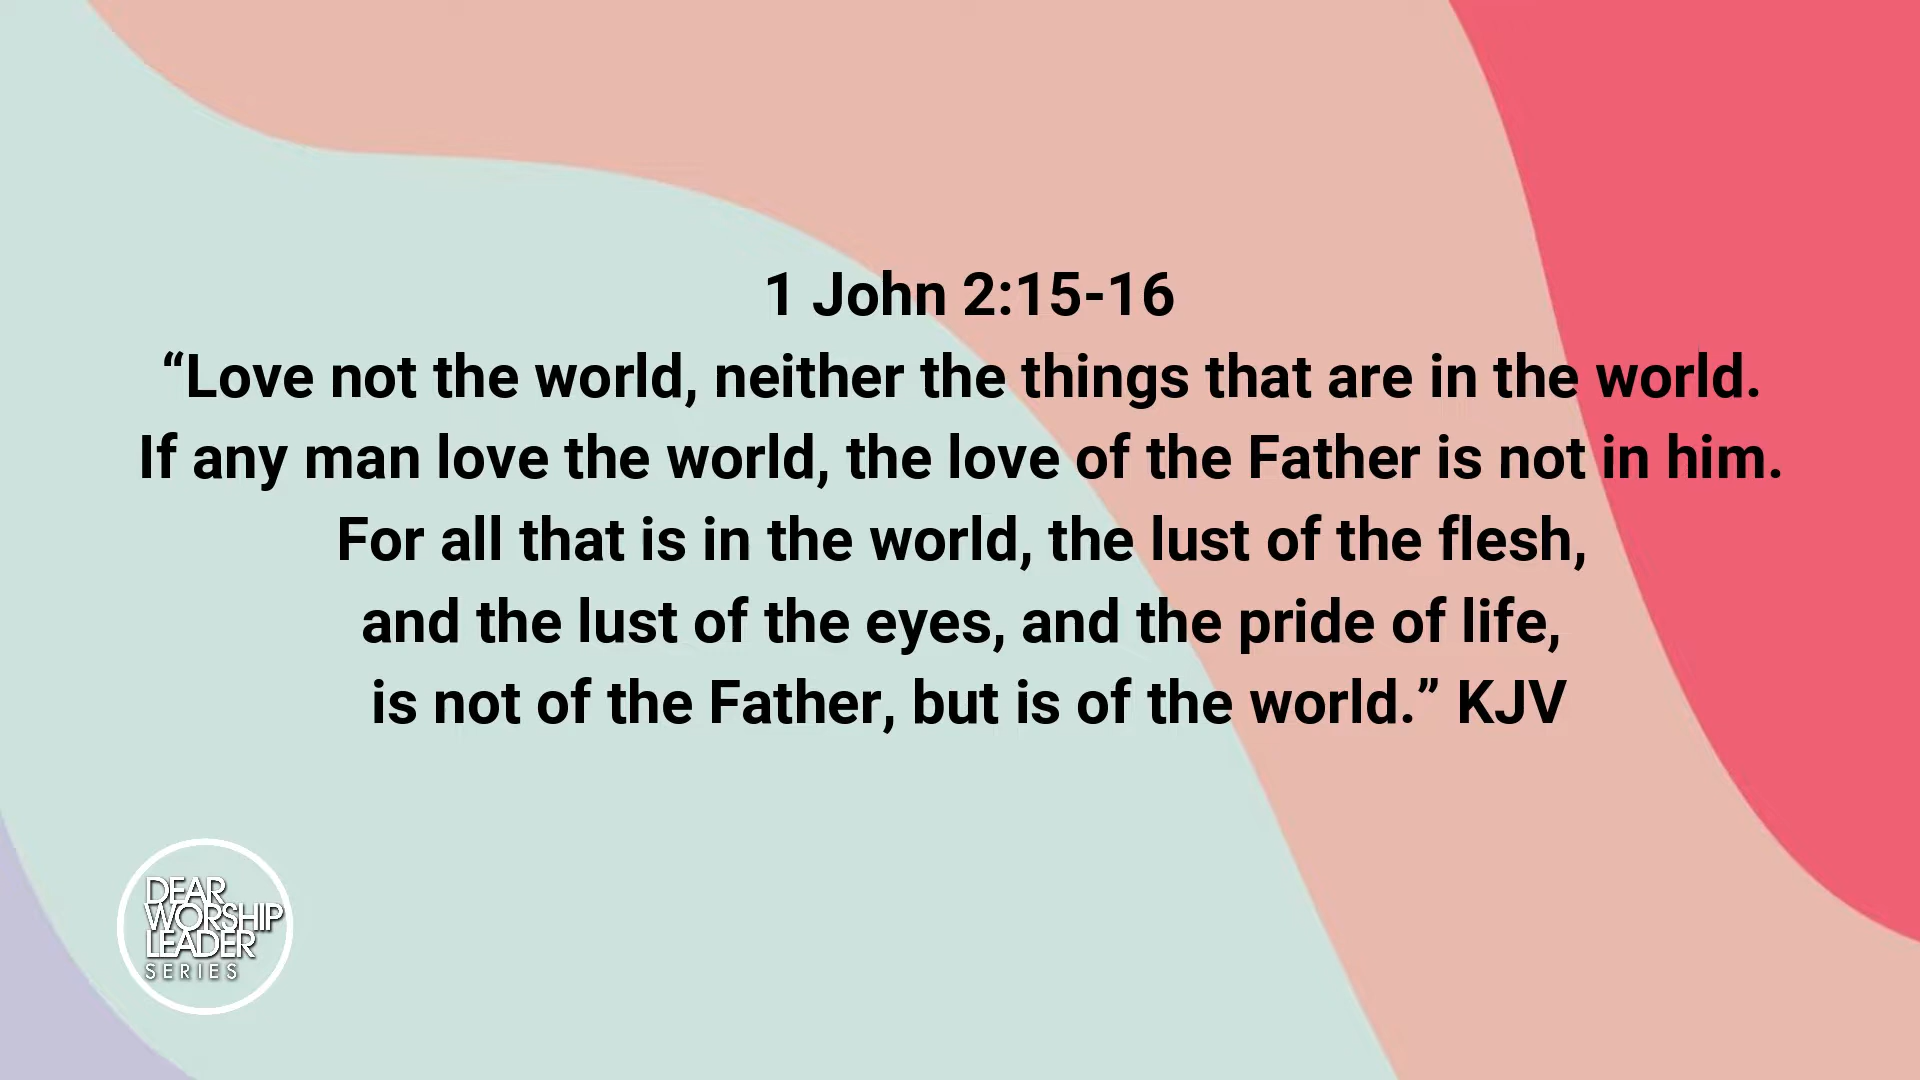 1 John 2:15-16
“Love not the world, neither the things that are in the world.
If any man love the world, the love of the Father is not in him.
For all that is in the world, the lust of the flesh,
and the lust of the eyes, and the pride of life,
is not of the Father, but is of the world.” KJV
DEAR
WORSHIP
LEADER
SERIES